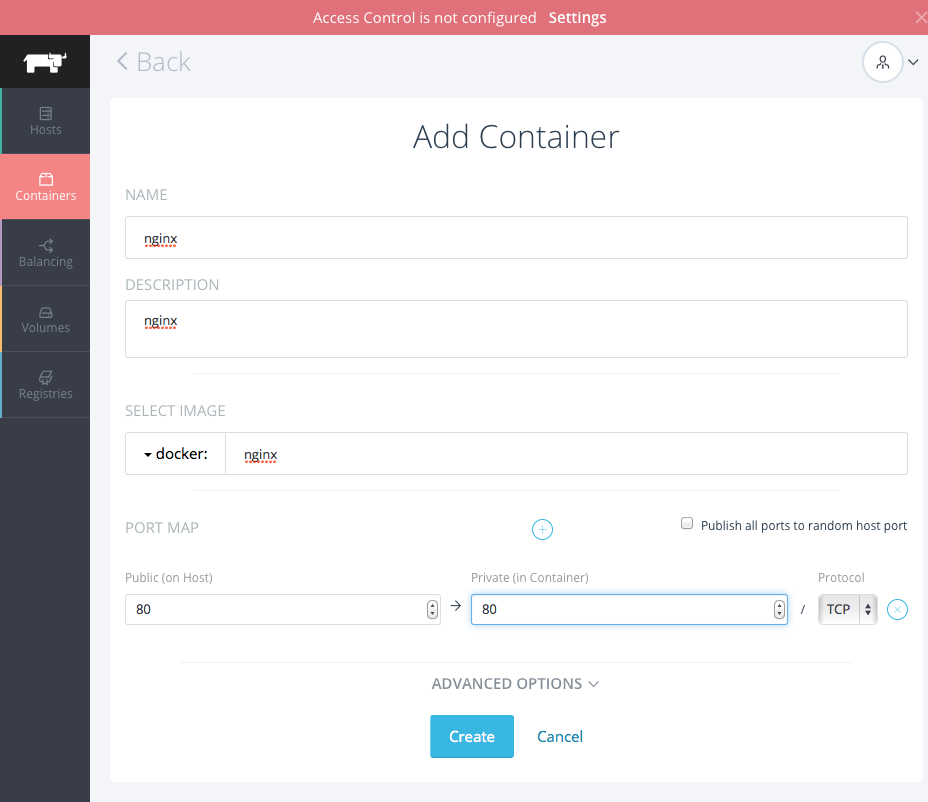 Access Control is not configured Settings
Back
Hosts
Containers
Balancing
Volumes
Registries
Add Container
NAME
nginx
DESCRIPTION
nginx
SELECT IMAGE
docker: nginx
PORT MAP Publish all ports to random host port
Public (on Host) Private (in Container) Protocol
80 → 80 / TCP
ADVANCED OPTIONS
Create Cancel